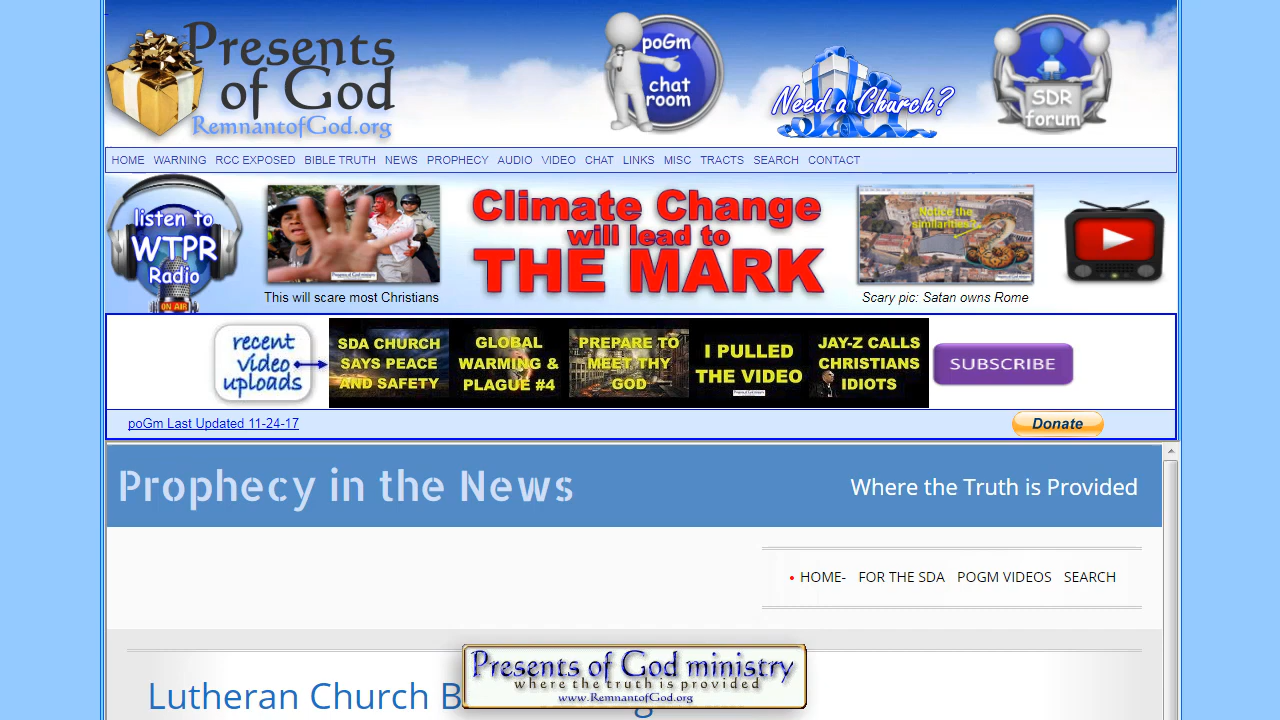 Presents
of God
RemnantofGod.org
poGm
chat
room
Need a Church?
SDR
forum
HOME WARNING RCC EXPOSED BIBLE TRUTH NEWS PROPHECY AUDIO VIDEO CHAT LINKS MISC TRACTS SEARCH CONTACT
listen to
WTPR
Radio
ON AIR
This will scare most Christians
Climate Change
will lead to
THE MARK
Notice the
similarities?
Scary pic: Satan owns Rome
recent
video
uploads
SDA CHURCH
SAYS PEACE
AND SAFETY
GLOBAL
WARMING &
PLAGUE #4
PREPARE TO
MEET THY
GOD
I PULLED
THE VIDEO
JAY-Z CALLS
CHRISTIANS
IDIOTS
SUBSCRIBE
poGm Last Updated 11-24-17
Donate
Prophecy in the News
Where the Truth is Provided
HOME- FOR THE SDA POGM VIDEOS SEARCH
Presents of God ministry
where the truth is provided
www.RemnantofGod.org
Lutheran Church